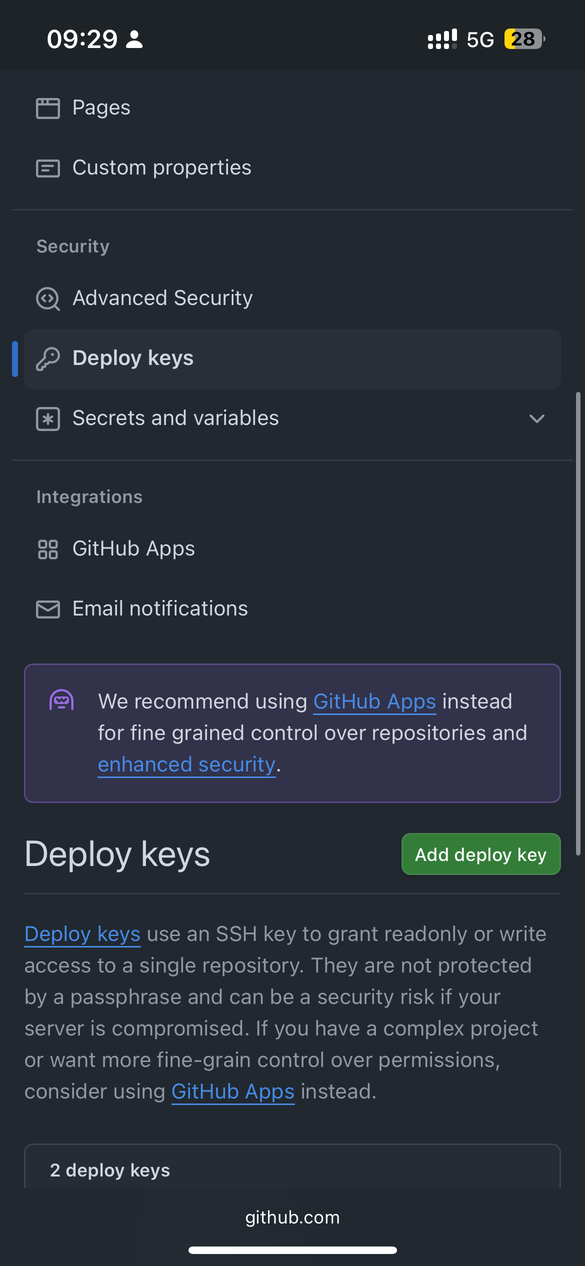 09:29
5G
28
Pages
Custom properties
Security
Advanced Security
Deploy keys
Secrets and variables
Integrations
GitHub Apps
Email notifications
We recommend using GitHub Apps instead
for fine grained control over repositories and
enhanced security.
Deploy keys
Add deploy key
Deploy keys use an SSH key to grant readonly or write
access to a single repository. They are not protected
by a passphrase and can be a security risk if your
server is compromised. If you have a complex project
or want more fine-grain control over permissions,
consider using GitHub Apps instead.
2 deploy keys
github.com